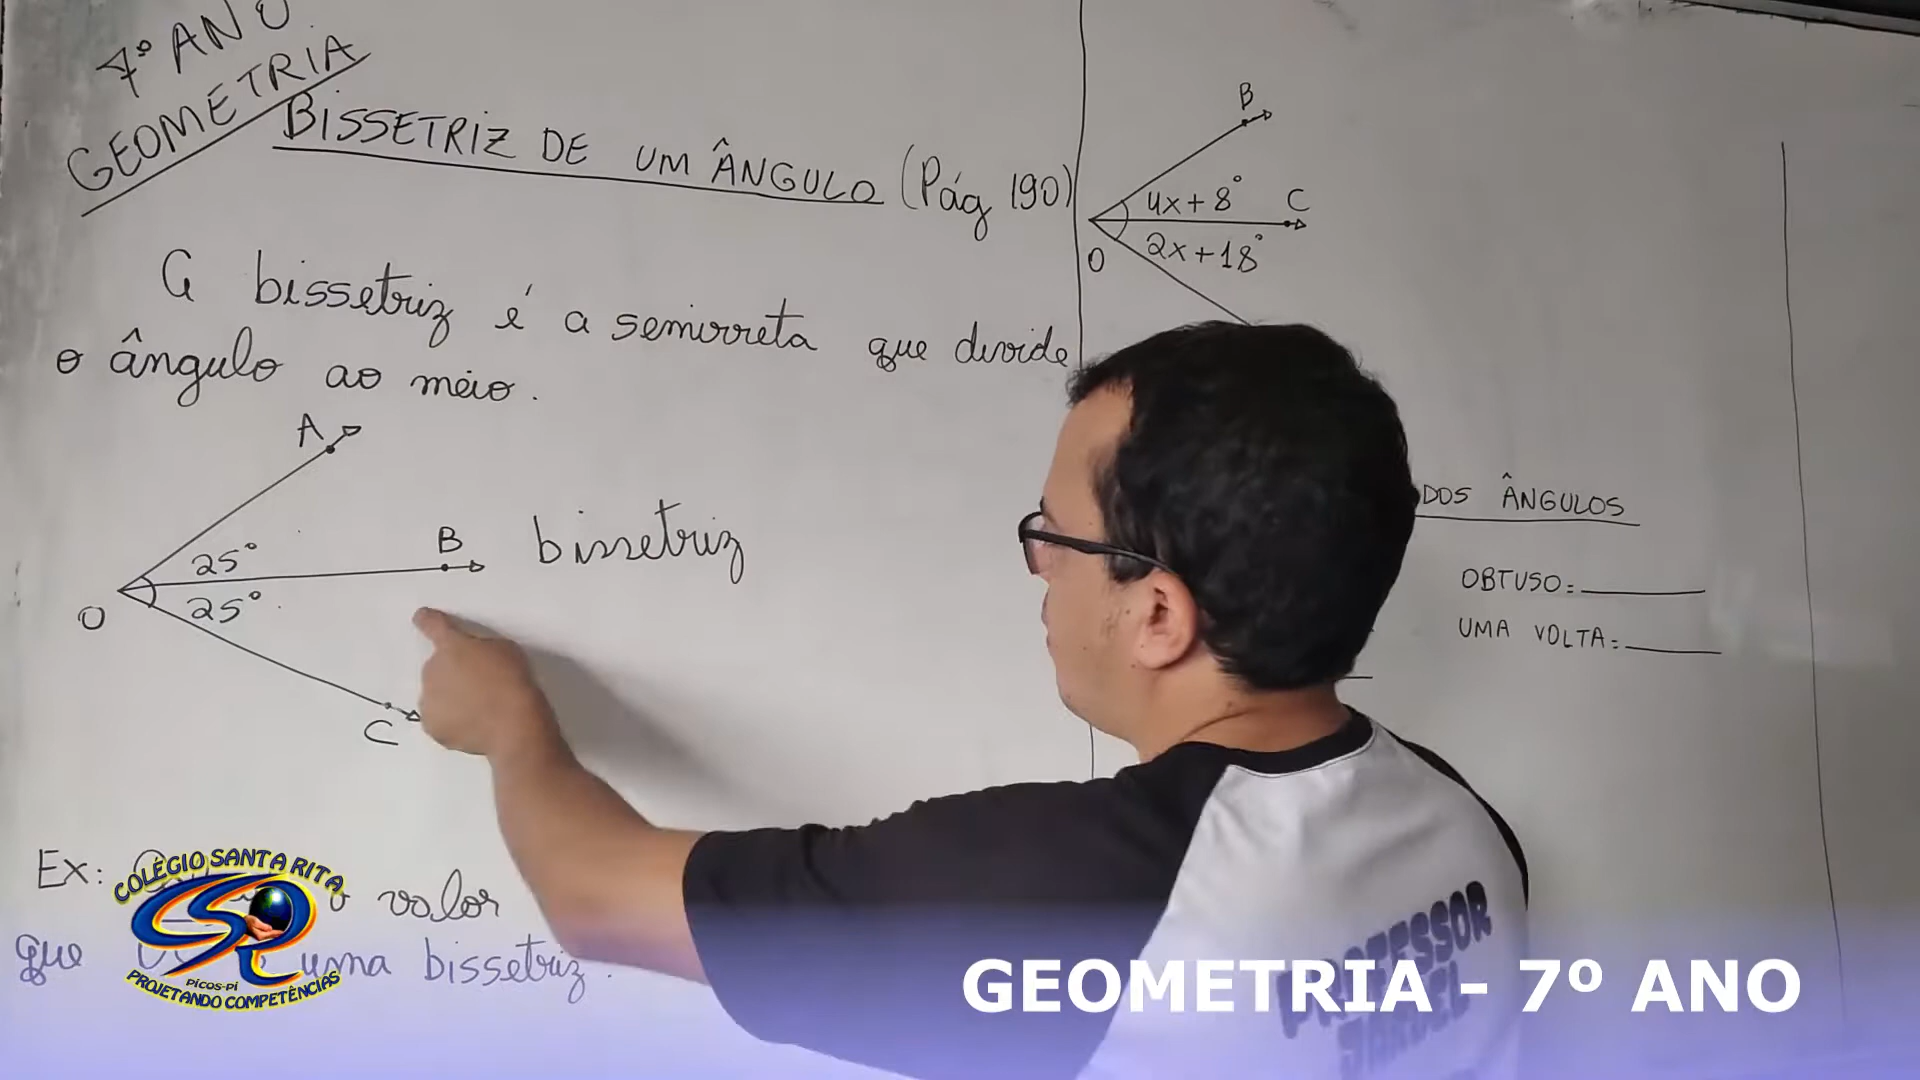 7º ANO
GEOMETRIA
BISSETRIZ DE UM ÂNGULO (Pág 190)
A bissetriz é a semirreta que divide
o ângulo ao meio.
A
25°
B
bissetriz
25°
O
C
Ex: valor
que uma bissetriz.
B
4x+8°
C
2x+18°
O
DOS ÂNGULOS
OBTUSO=
UMA VOLTA=
COLÉGIO SANTA RITA
PICOS-PI
PROJETANDO COMPETÊNCIAS
PROFESSOR
GEOMETRIA - 7º ANO